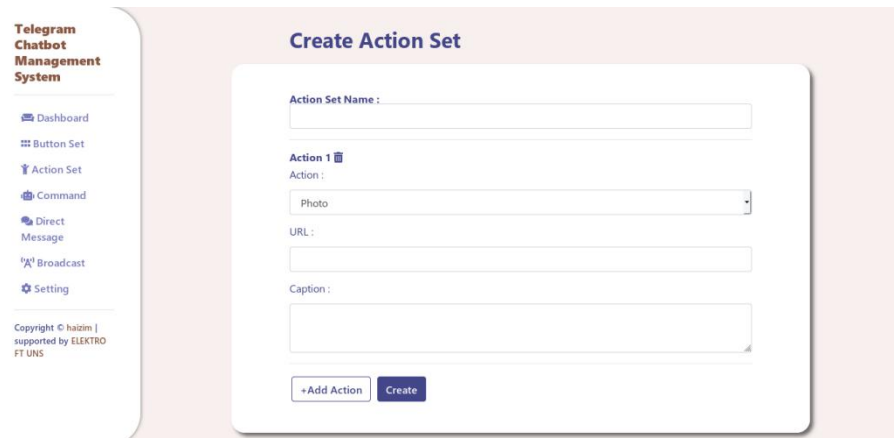 Telegram
Chatbot
Management
System
Dashboard
Button Set
Action Set
Command
Direct
Message
Broadcast
Setting
Copyright © haizim |
supported by ELEKTRO
FT UNS
Create Action Set
Action Set Name :
Action 1
Action :
Photo
URL :
Caption :
+Add Action
Create